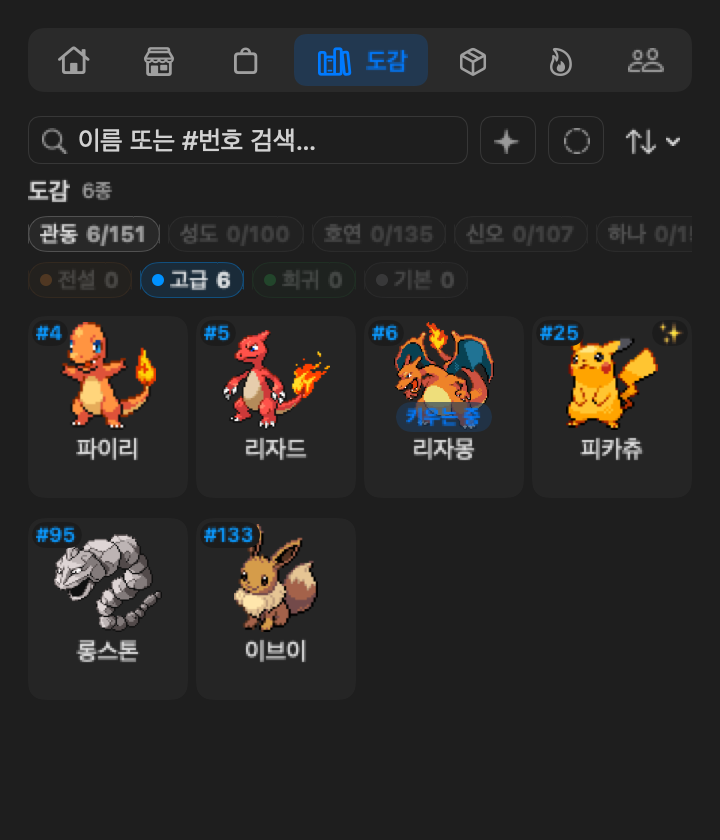 도감
이름 또는 #번호 검색...
도감 6종
관동 6/151 성도 0/100 호연 0/135 신오 0/107 하나
전설 0 고급 6 희귀 0 기본 0
#4 #5 #6 #25
키우는 중
파이리 리자드 리자몽 피카츄
#95 #133
롱스톤 이브이